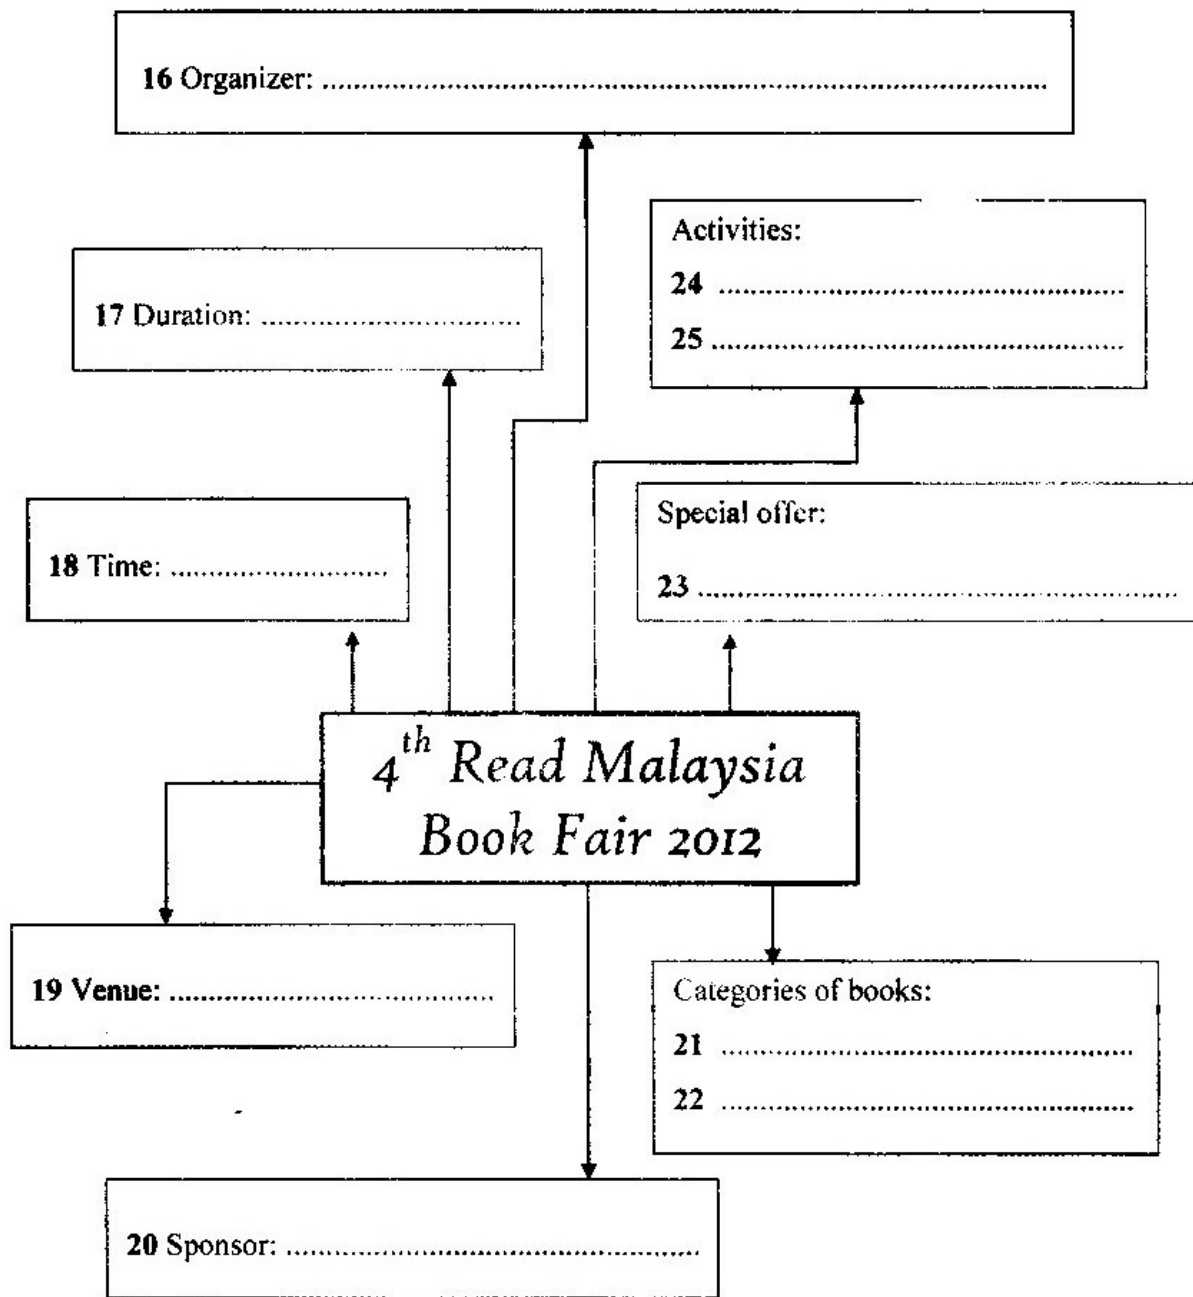 16 Organizer: ................................................................
Activities:
24 ................................................
25 ................................................
17 Duration: ................................
18 Time: ..........................
Special offer:
23 ........................................................
4th Read Malaysia
Book Fair 2012
19 Venue: ......................................
Categories of books:
21 ................................................
22 ................................................
20 Sponsor: ................................................